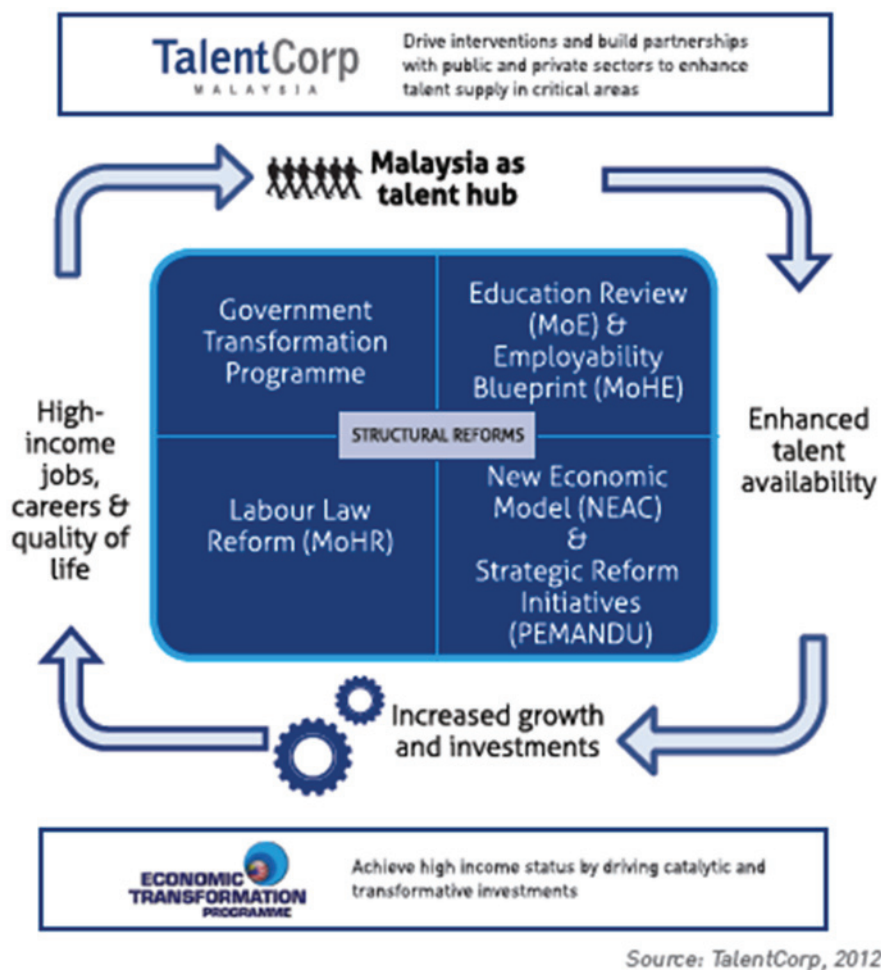 TalentCorp
MALAYSIA
Drive interventions and build partnerships
with public and private sectors to enhance
talent supply in critical areas
Malaysia as
talent hub
Government
Transformation
Programme
Education Review
(MoE) &
Employability
Blueprint (MoHE)
STRUCTURAL REFORMS
Labour Law
Reform (MoHR)
New Economic
Model (NEAC)
&
Strategic Reform
Initiatives
(PEMANDU)
High-
income
jobs,
careers &
quality of
life
Enhanced
talent
availability
Increased growth
and investments
ECONOMIC
TRANSFORMATION
PROGRAMME
Achieve high income status by driving catalytic and
transformative investments
Source: TalentCorp, 2012